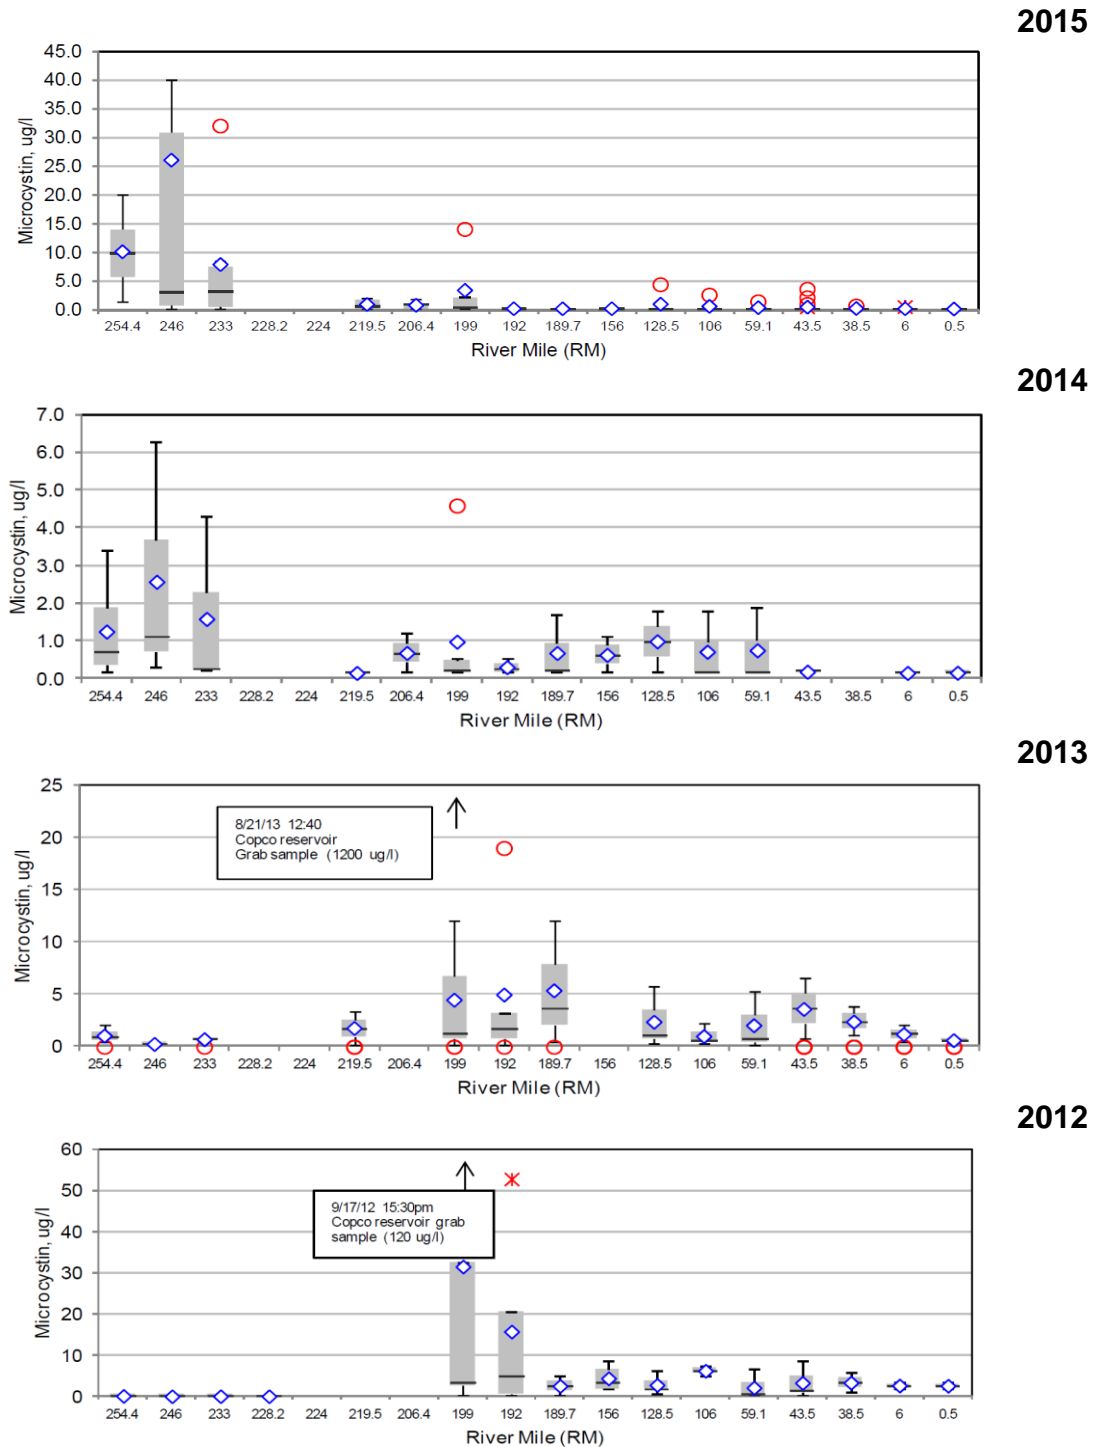 2015
45.0
40.0
35.0
30.0
25.0
20.0
15.0
10.0
5.0
0.0
Microcystin, ug/l
254.4 246 233 228.2 224 219.5 206.4 199 192 189.7 156 128.5 106 59.1 43.5 38.5 6 0.5
River Mile (RM)
2014
7.0
6.0
5.0
4.0
3.0
2.0
1.0
0.0
Microcystin, ug/l
254.4 246 233 228.2 224 219.5 206.4 199 192 189.7 156 128.5 106 59.1 43.5 38.5 6 0.5
River Mile (RM)
2013
25
20
15
10
5
0
Microcystin, ug/l
8/21/13 12:40
Copco reservoir
Grab sample (1200 ug/l)
254.4 246 233 228.2 224 219.5 206.4 199 192 189.7 156 128.5 106 59.1 43.5 38.5 6 0.5
River Mile (RM)
2012
60
50
40
30
20
10
0
Microcystin, ug/l
9/17/12 15:30pm
Copco reservoir grab
sample (120 ug/l)
254.4 246 233 228.2 224 219.5 206.4 199 192 189.7 156 128.5 106 59.1 43.5 38.5 6 0.5
River Mile (RM)